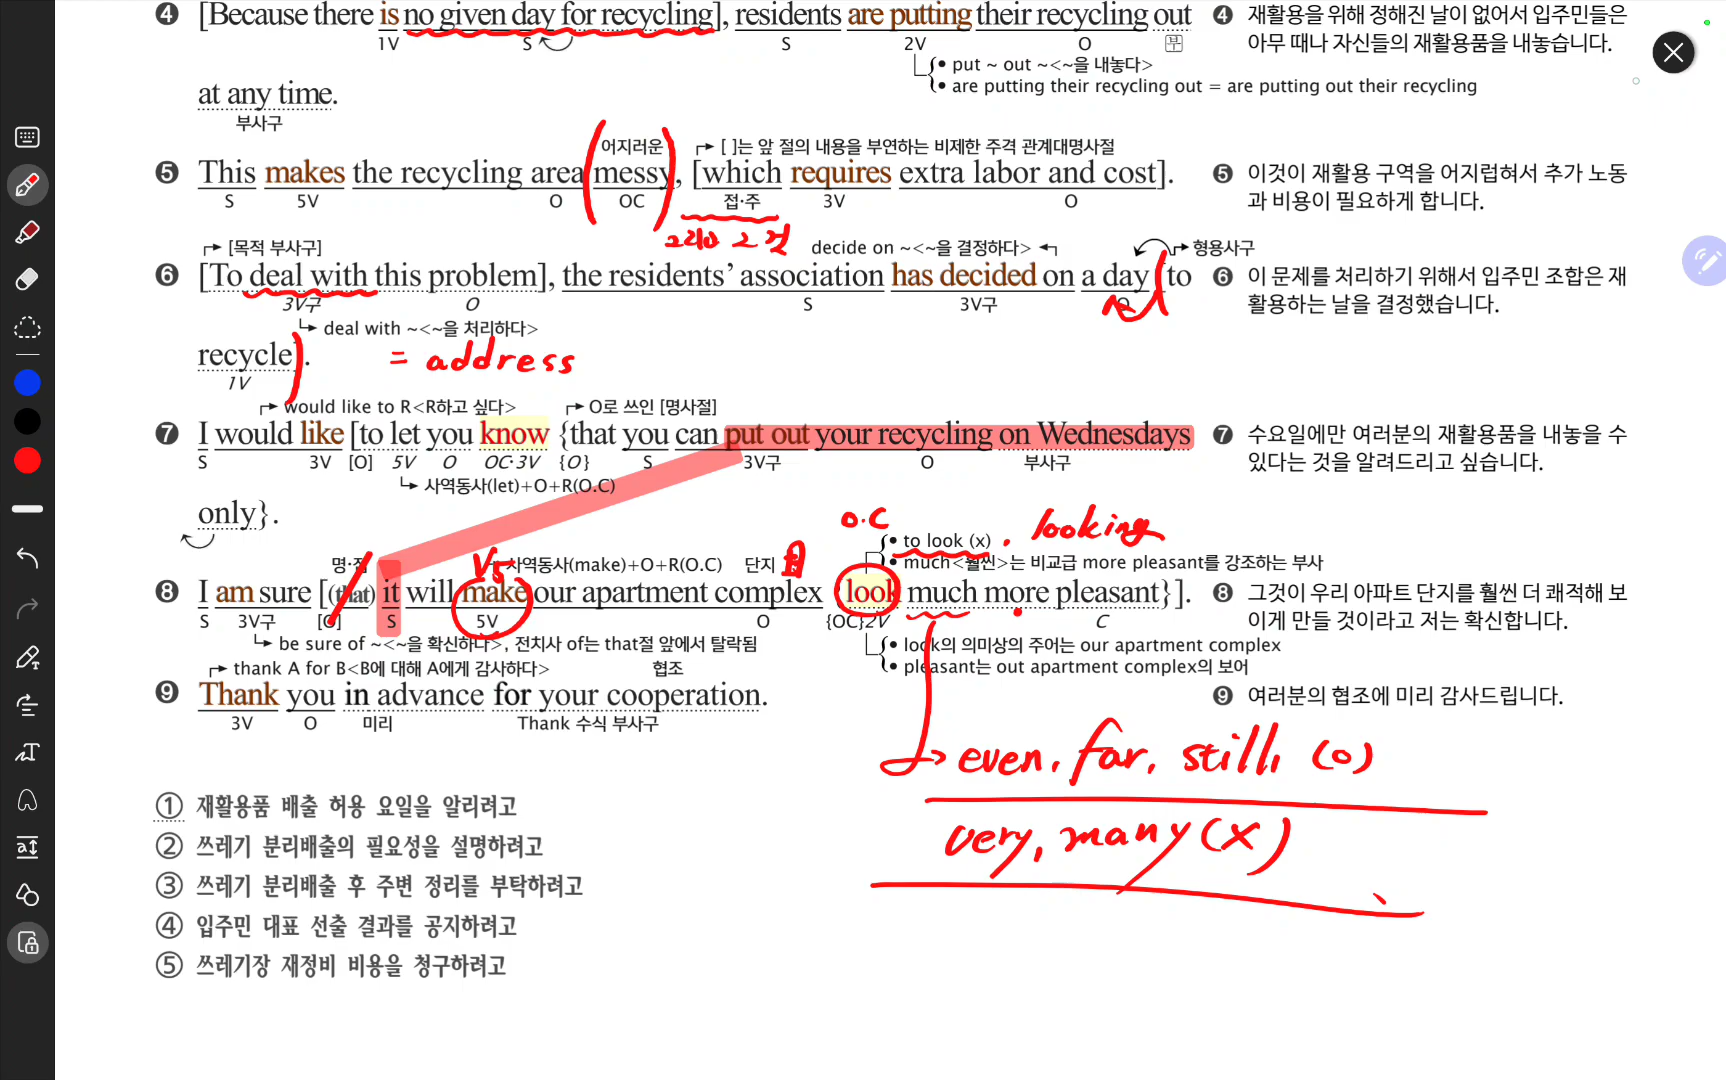 ❹ [Because there is no given day for recycling], residents are putting their recycling out
1V S S 2V O 부
• put ~ out ~<~을 내놓다>
• are putting their recycling out = are putting out their recycling
at any time.
부사구
❹ 재활용을 위해 정해진 날이 없어서 입주민들은
아무 때나 자신들의 재활용품을 내놓습니다.
어지러운 [ ]는 앞 절의 내용을 부연하는 비제한 주격 관계대명사절
❺ This makes the recycling area messy, [which requires extra labor and cost].
S 5V O OC 접·주 3V O
그리고 그것
❺ 이것이 재활용 구역을 어지럽혀서 추가 노동
과 비용이 필요하게 합니다.
[목적 부사구] decide on ~<~을 결정하다> 형용사구
❻ [To deal with this problem], the residents' association has decided on a day to
3V구 O S 3V구 O
deal with ~<~을 처리하다>
recycle.
1V
= address
❻ 이 문제를 처리하기 위해서 입주민 조합은 재
활용하는 날을 결정했습니다.
would like to R<R하고 싶다> O로 쓰인 [명사절]
❼ I would like [to let you know {that you can put out your recycling on Wednesdays
S 3V [O] 5V O OC·3V {O} S 3V구 O 부사구
사역동사(let)+O+R(O.C)
only}.
❼ 수요일에만 여러분의 재활용품을 내놓을 수
있다는 것을 알려드리고 싶습니다.
O.C
• to look (x) . looking
명·접 V5 사역동사(make)+O+R(O.C) 단지 • much<훨씬>는 비교급 more pleasant를 강조하는 부사
❽ I am sure [(that) it will make our apartment complex {look much more pleasant}].
S 3V구 [O] S 5V O {OC}2V C
be sure of ~<~을 확신하다>, 전치사 of는 that절 앞에서 탈락됨
• look의 의미상의 주어는 our apartment complex
• pleasant는 out apartment complex의 보어
❽ 그것이 우리 아파트 단지를 훨씬 더 쾌적해 보
이게 만들 것이라고 저는 확신합니다.
thank A for B<B에 대해 A에게 감사하다> 협조
❾ Thank you in advance for your cooperation.
3V O 미리 Thank 수식 부사구
❾ 여러분의 협조에 미리 감사드립니다.
even, far, still, (o)
very, many (x)
① 재활용품 배출 허용 요일을 알리려고
② 쓰레기 분리배출의 필요성을 설명하려고
③ 쓰레기 분리배출 후 주변 정리를 부탁하려고
④ 입주민 대표 선출 결과를 공지하려고
⑤ 쓰레기장 재정비 비용을 청구하려고